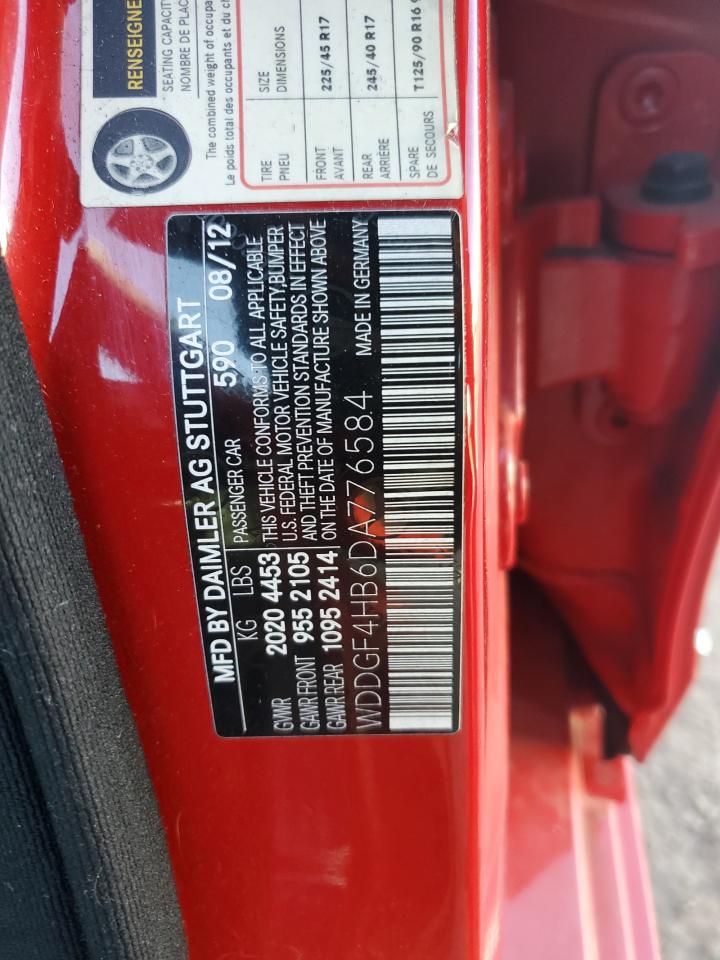 RENSEIGNE
SEATING CAPACITY
NOMBRE DE PLAC
The combined weight of occupa
Le poids total des occupants et du ch
TIRE SIZE
PNEU DIMENSIONS
FRONT 225/45 R17
AVANT
REAR 245/40 R17
ARRIÈRE
SPARE T125/90 R16
DE SECOURS
MFD BY DAIMLER AG STUTTGART
590 08/12
KG LBS PASSENGER CAR
GVWR 2020 4453 THIS VEHICLE CONFORMS TO ALL APPLICABLE
U.S. FEDERAL MOTOR VEHICLE SAFETY,BUMPER
GAWR FRONT 955 2105 AND THEFT PREVENTION STANDARDS IN EFFECT
GAWR REAR 1095 2414 ON THE DATE OF MANUFACTURE SHOWN ABOVE
WDDGF4HB6DA776584 MADE IN GERMANY